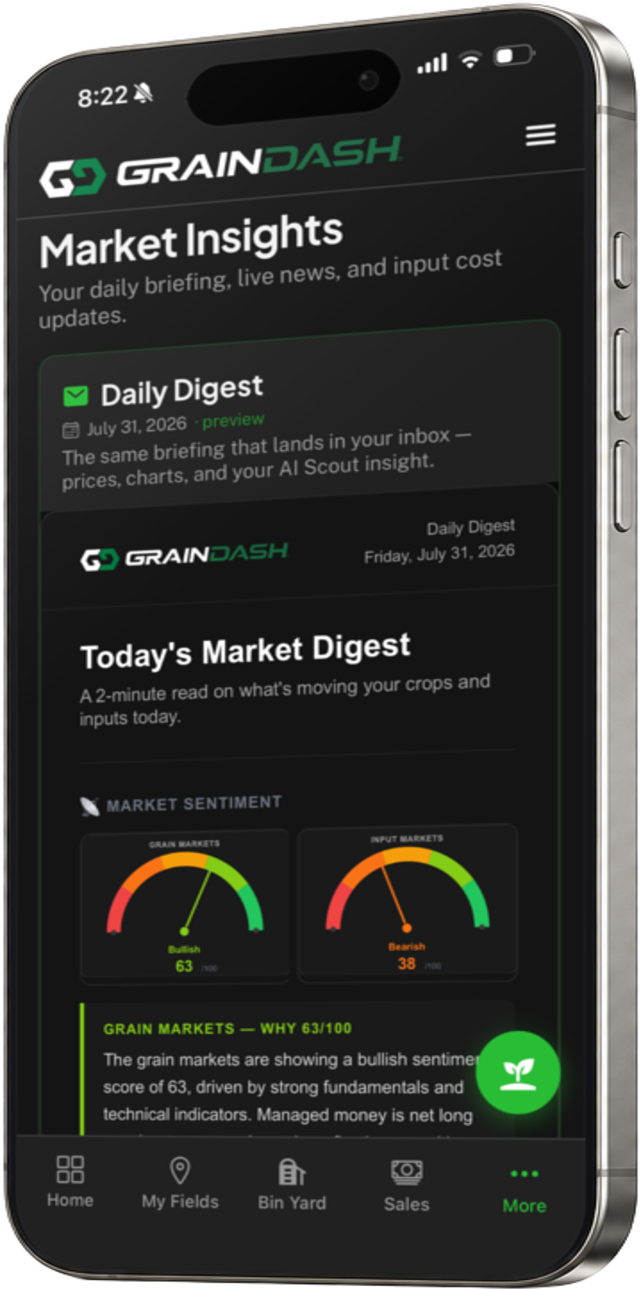 8:22
GRAINDASH
Market Insights
Your daily briefing, live news, and input cost
updates.
Daily Digest
July 31, 2026 · preview
The same briefing that lands in your inbox —
prices, charts, and your AI Scout insight.
GRAINDASH
Daily Digest
Friday, July 31, 2026
Today's Market Digest
A 2-minute read on what's moving your crops and
inputs today.
MARKET SENTIMENT
GRAIN MARKETS
Bullish
63 /100
INPUT MARKETS
Bearish
38 /100
GRAIN MARKETS — WHY 63/100
The grain markets are showing a bullish
score of 63, driven by strong fundamentals and
technical indicators. Managed money is net long
Home
My Fields
Bin Yard
Sales
More